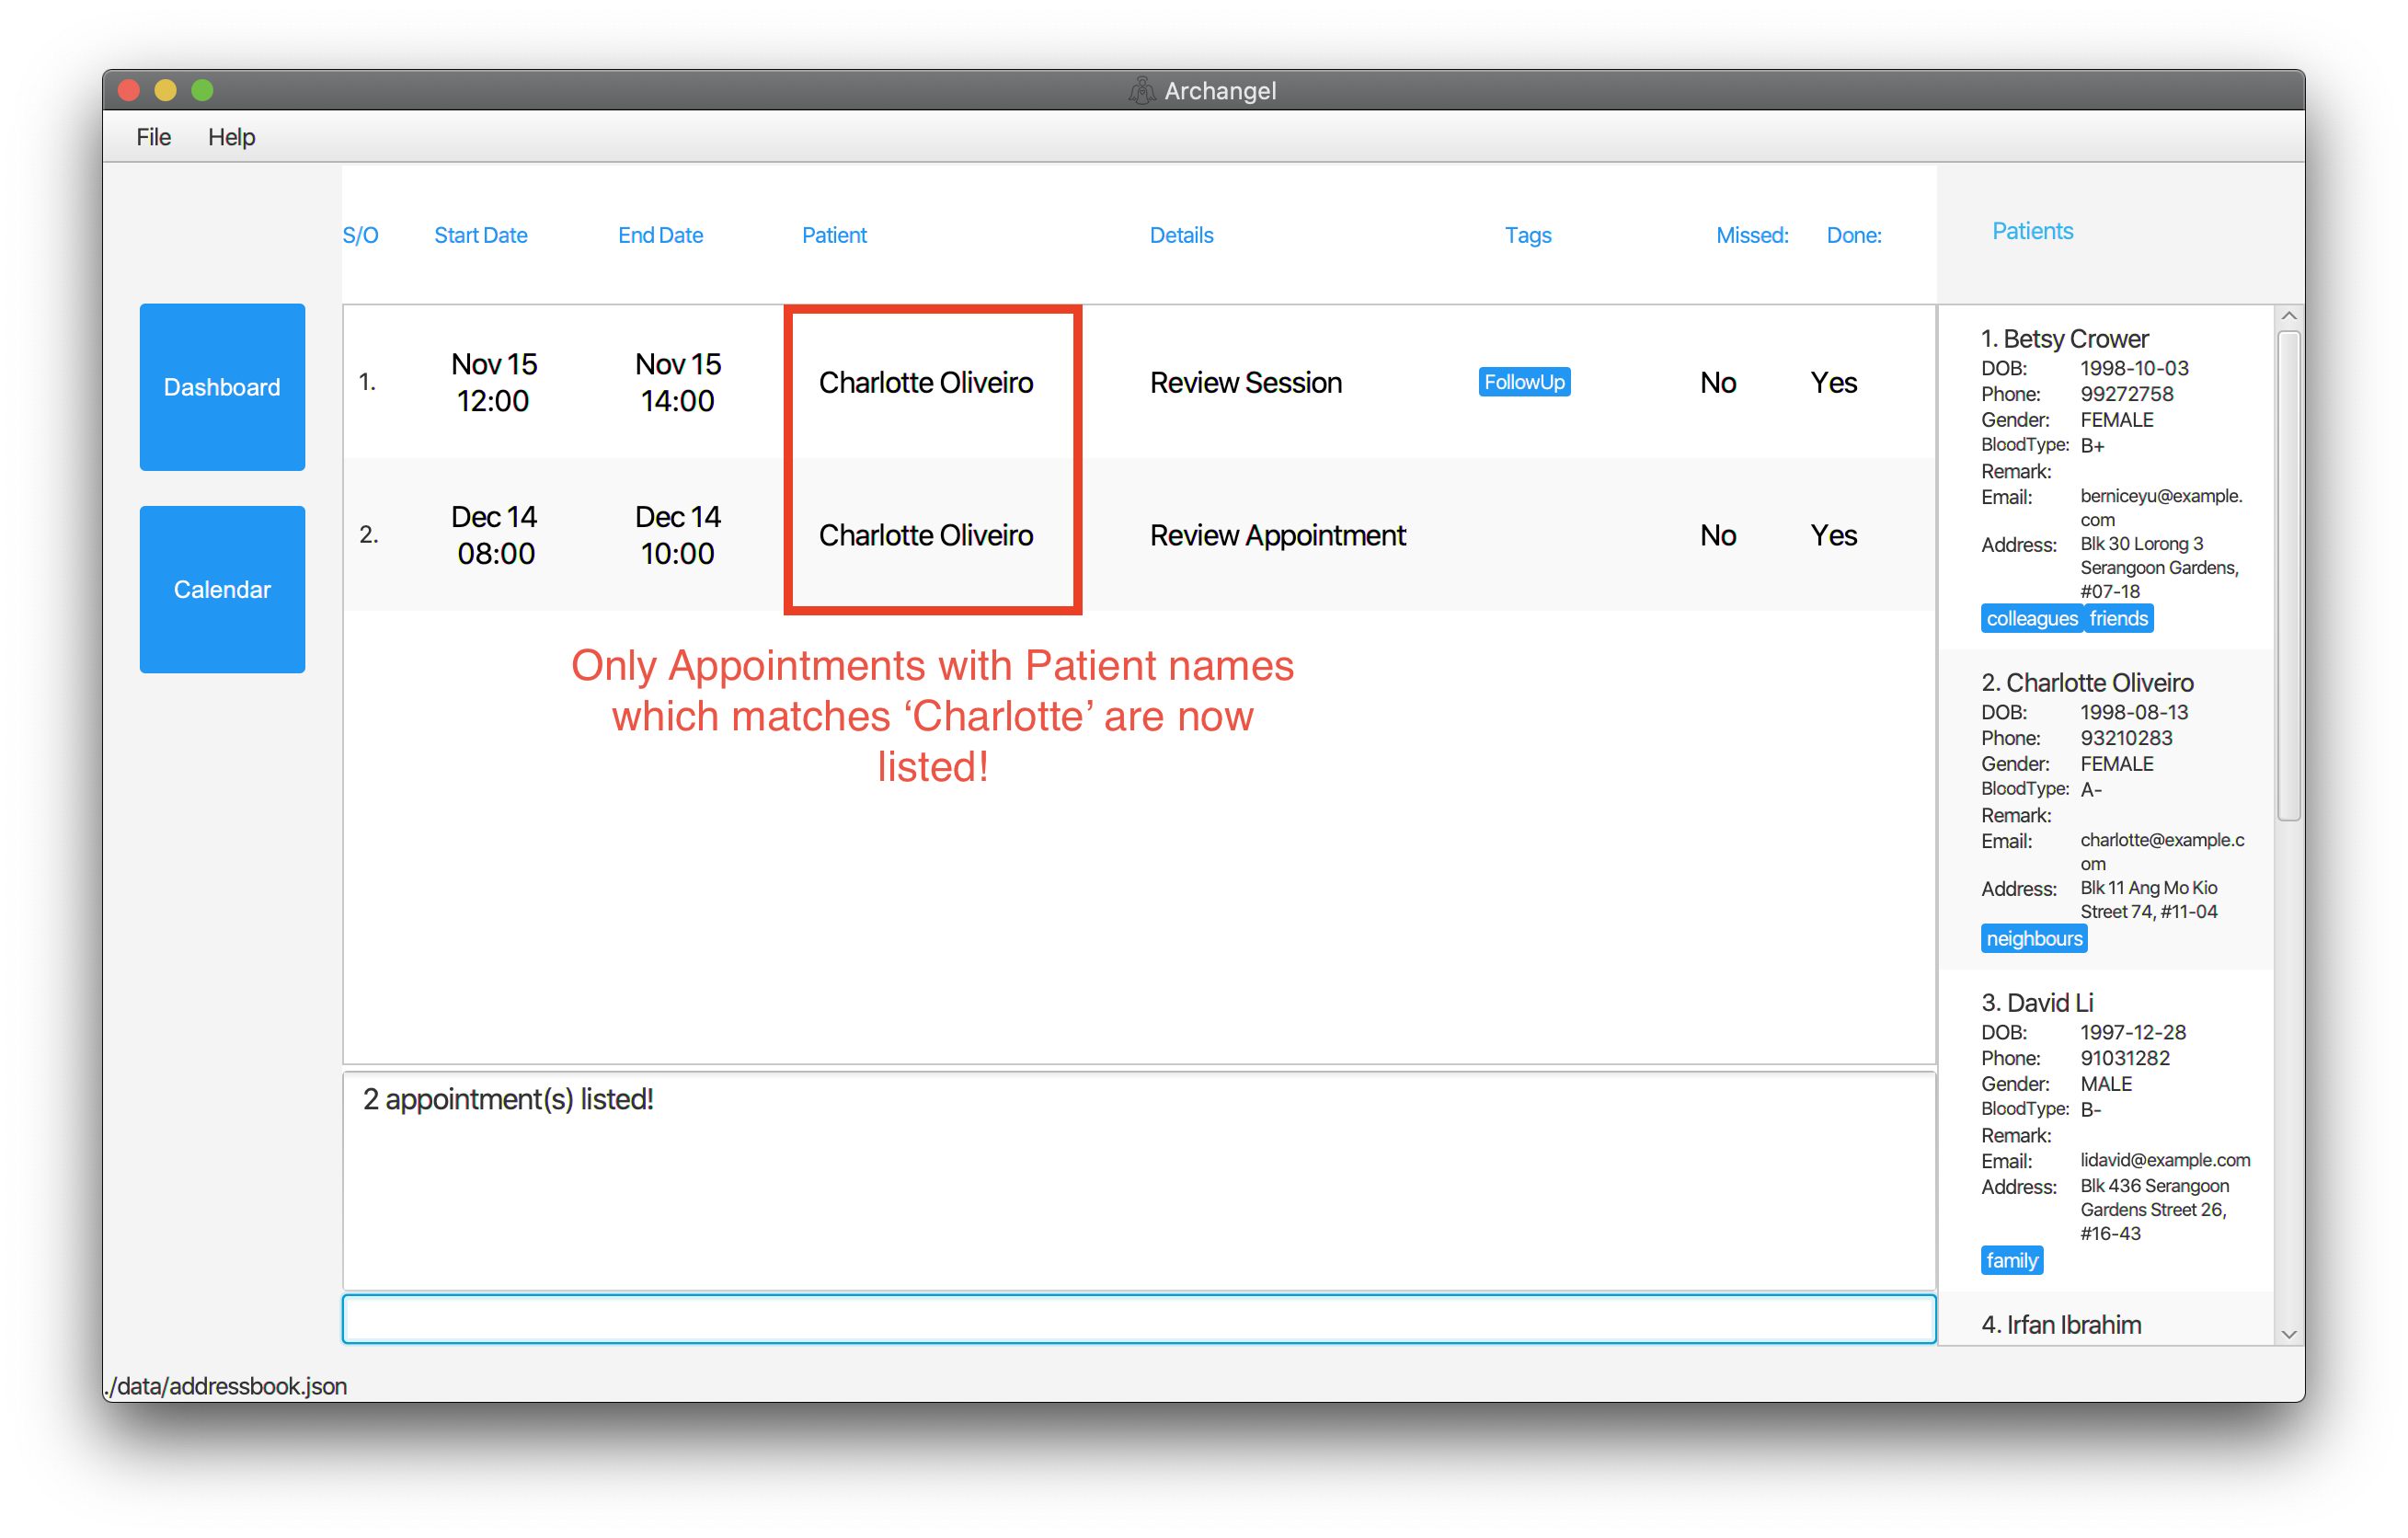 Archangel
File Help
S/O Start Date End Date Patient Details Tags Missed: Done:
Dashboard
Calendar
1. Nov 15 Nov 15 Charlotte Oliveiro Review Session FollowUp No Yes
12:00 14:00
2. Dec 14 Dec 14 Charlotte Oliveiro Review Appointment No Yes
08:00 10:00
Only Appointments with Patient names
which matches ‘Charlotte’ are now
listed!
2 appointment(s) listed!
Patients
1. Betsy Crower
DOB: 1998-10-03
Phone: 99272758
Gender: FEMALE
BloodType: B+
Remark:
Email: berniceyu@example.
com
Address: Blk 30 Lorong 3
Serangoon Gardens,
#07-18
colleagues friends
2. Charlotte Oliveiro
DOB: 1998-08-13
Phone: 93210283
Gender: FEMALE
BloodType: A-
Remark:
Email: charlotte@example.c
om
Address: Blk 11 Ang Mo Kio
Street 74, #11-04
neighbours
3. David Li
DOB: 1997-12-28
Phone: 91031282
Gender: MALE
BloodType: B-
Remark:
Email: lidavid@example.com
Address: Blk 436 Serangoon
Gardens Street 26,
#16-43
family
4. Irfan Ibrahim
./data/addressbook.json